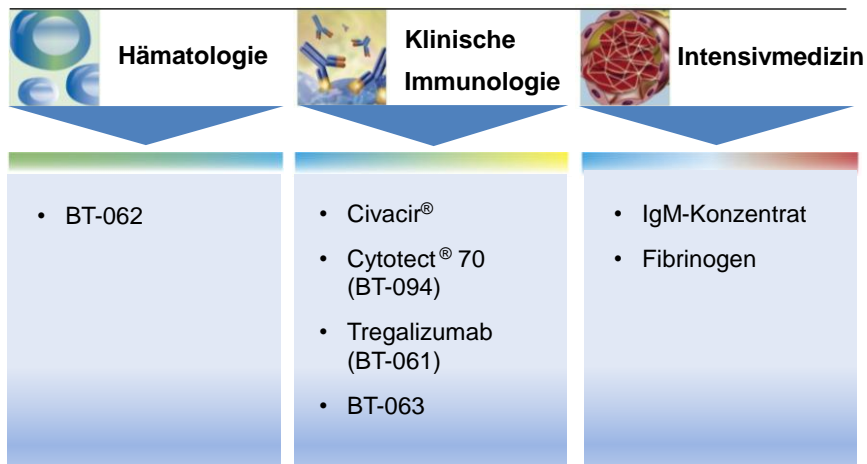 Hämatologie
• BT-062
Klinische
Immunologie
• Civacir®
• Cytotect® 70
(BT-094)
• Tregalizumab
(BT-061)
• BT-063
Intensivmedizin
• IgM-Konzentrat
• Fibrinogen